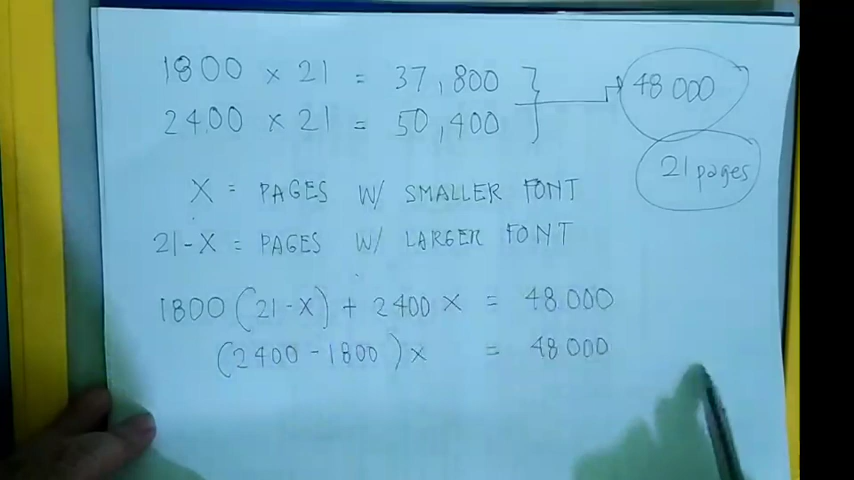 1800 x 21 = 37,800
2400 x 21 = 50,400
48 000
21 pages
X = PAGES W/ SMALLER FONT
21-X = PAGES W/ LARGER FONT
1800 (21-X) + 2400 X = 48 000
(2400 - 1800) X = 48 000